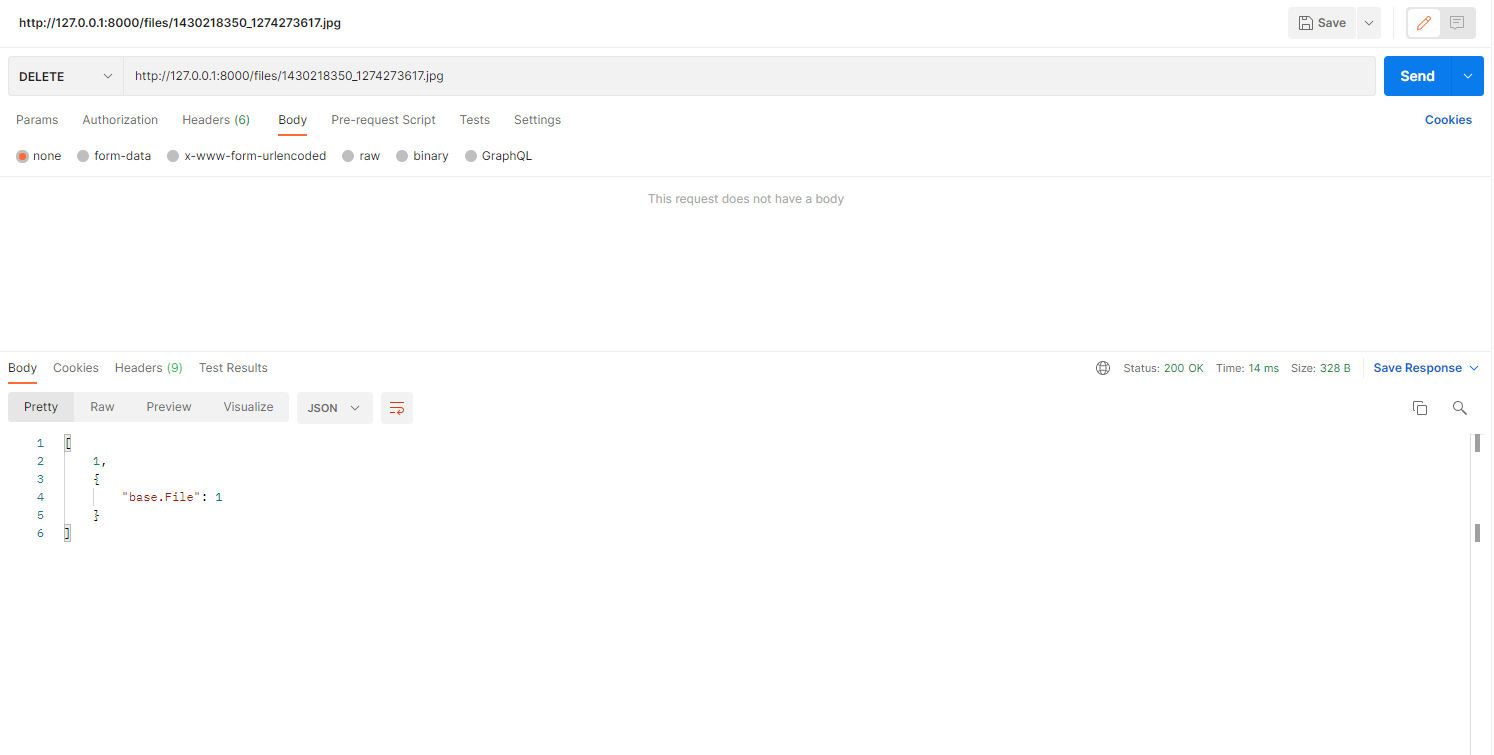 http://127.0.0.1:8000/files/1430218350_1274273617.jpg Save
DELETE http://127.0.0.1:8000/files/1430218350_1274273617.jpg Send
Params Authorization Headers (6) Body Pre-request Script Tests Settings Cookies
none form-data x-www-form-urlencoded raw binary GraphQL
This request does not have a body
Body Cookies Headers (9) Test Results Status: 200 OK Time: 14 ms Size: 328 B Save Response
Pretty Raw Preview Visualize JSON
1 [
2 1,
3 {
4 "base.File": 1
5 }
6 ]